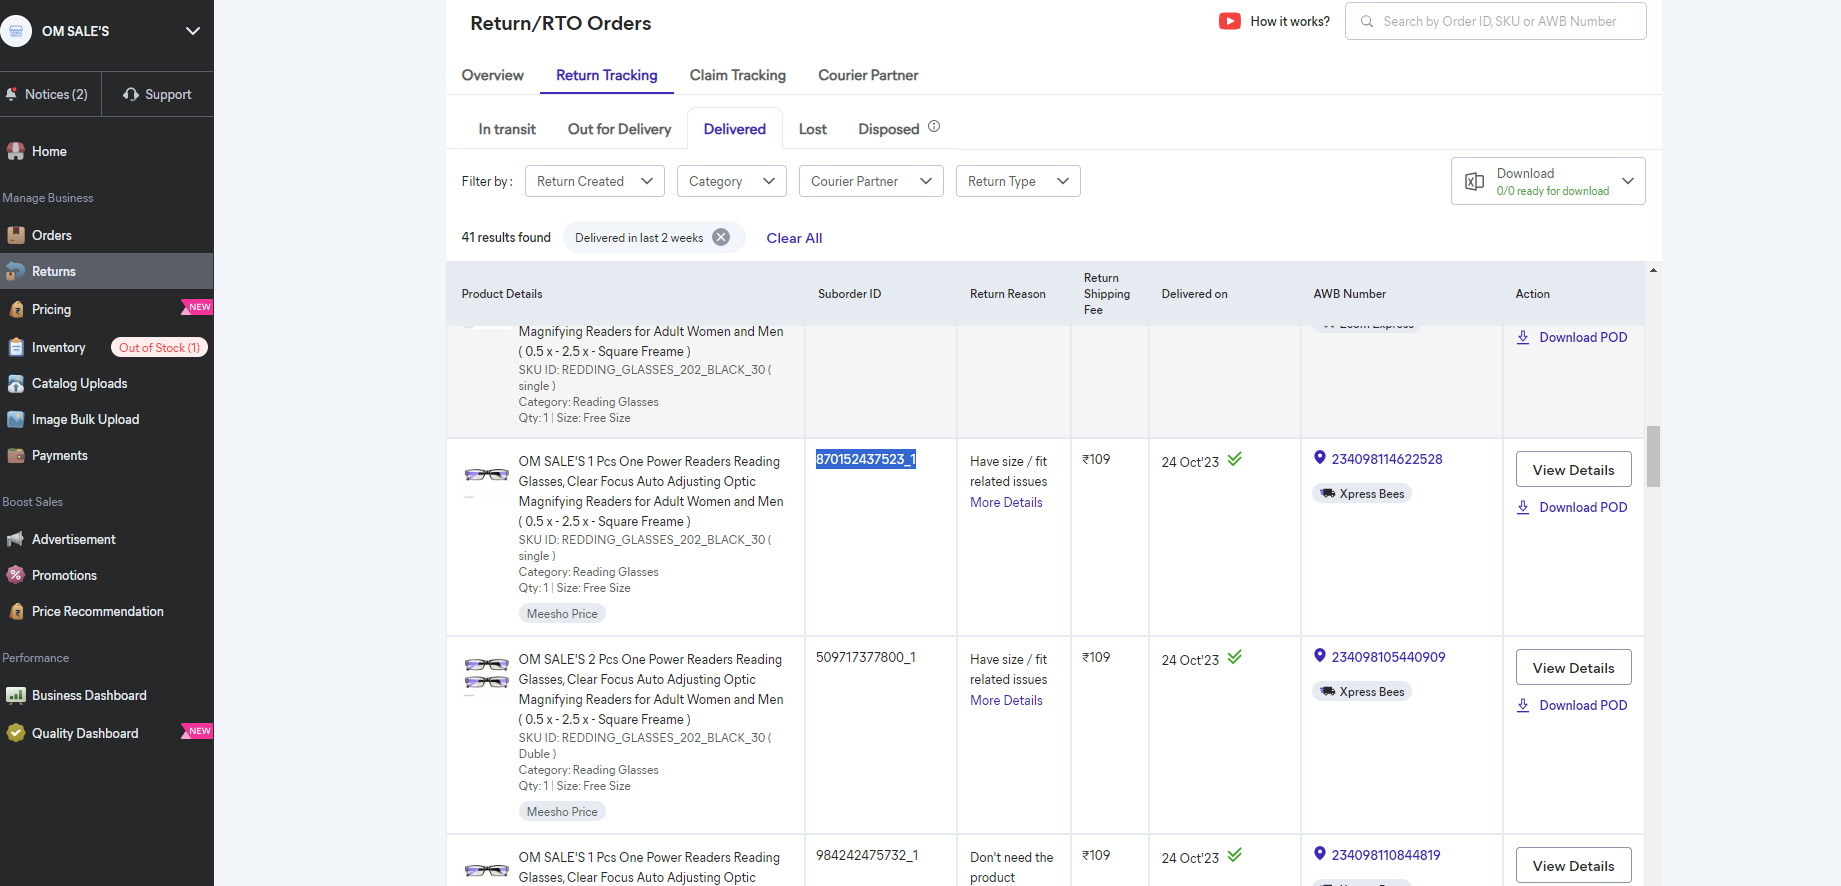 OM SALE'S
Notices (2)
Support
Home
Manage Business
Orders
Returns
Pricing
NEW
Inventory
Out of Stock (1)
Catalog Uploads
Image Bulk Upload
Payments
Boost Sales
Advertisement
Promotions
Price Recommendation
Performance
Business Dashboard
Quality Dashboard
NEW
Return/RTO Orders
How it works?
Search by Order ID, SKU or AWB Number
Overview
Return Tracking
Claim Tracking
Courier Partner
In transit
Out for Delivery
Delivered
Lost
Disposed
Filter by :
Return Created
Category
Courier Partner
Return Type
Download
0/0 ready for download
41 results found
Delivered in last 2 weeks
Clear All
Product Details
Suborder ID
Return Reason
Return
Shipping
Fee
Delivered on
AWB Number
Action
Magnifying Readers for Adult Women and Men
( 0.5 x - 2.5 x - Square Freame )
SKU ID: REDDING_GLASSES_202_BLACK_30 (
single )
Category: Reading Glasses
Qty: 1 | Size: Free Size
Ecom Express
Download POD
OM SALE'S 1 Pcs One Power Readers Reading
Glasses, Clear Focus Auto Adjusting Optic
Magnifying Readers for Adult Women and Men
( 0.5 x - 2.5 x - Square Freame )
SKU ID: REDDING_GLASSES_202_BLACK_30 (
single )
Category: Reading Glasses
Qty: 1 | Size: Free Size
Meesho Price
870152437523_1
Have size / fit
related issues
More Details
₹109
24 Oct'23
234098114622528
Xpress Bees
View Details
Download POD
OM SALE'S 2 Pcs One Power Readers Reading
Glasses, Clear Focus Auto Adjusting Optic
Magnifying Readers for Adult Women and Men
( 0.5 x - 2.5 x - Square Freame )
SKU ID: REDDING_GLASSES_202_BLACK_30 (
Duble )
Category: Reading Glasses
Qty: 1 | Size: Free Size
Meesho Price
509717377800_1
Have size / fit
related issues
More Details
₹109
24 Oct'23
234098105440909
Xpress Bees
View Details
Download POD
OM SALE'S 1 Pcs One Power Readers Reading
Glasses, Clear Focus Auto Adjusting Optic
984242475732_1
Don't need the
product
₹109
24 Oct'23
234098110844819
View Details